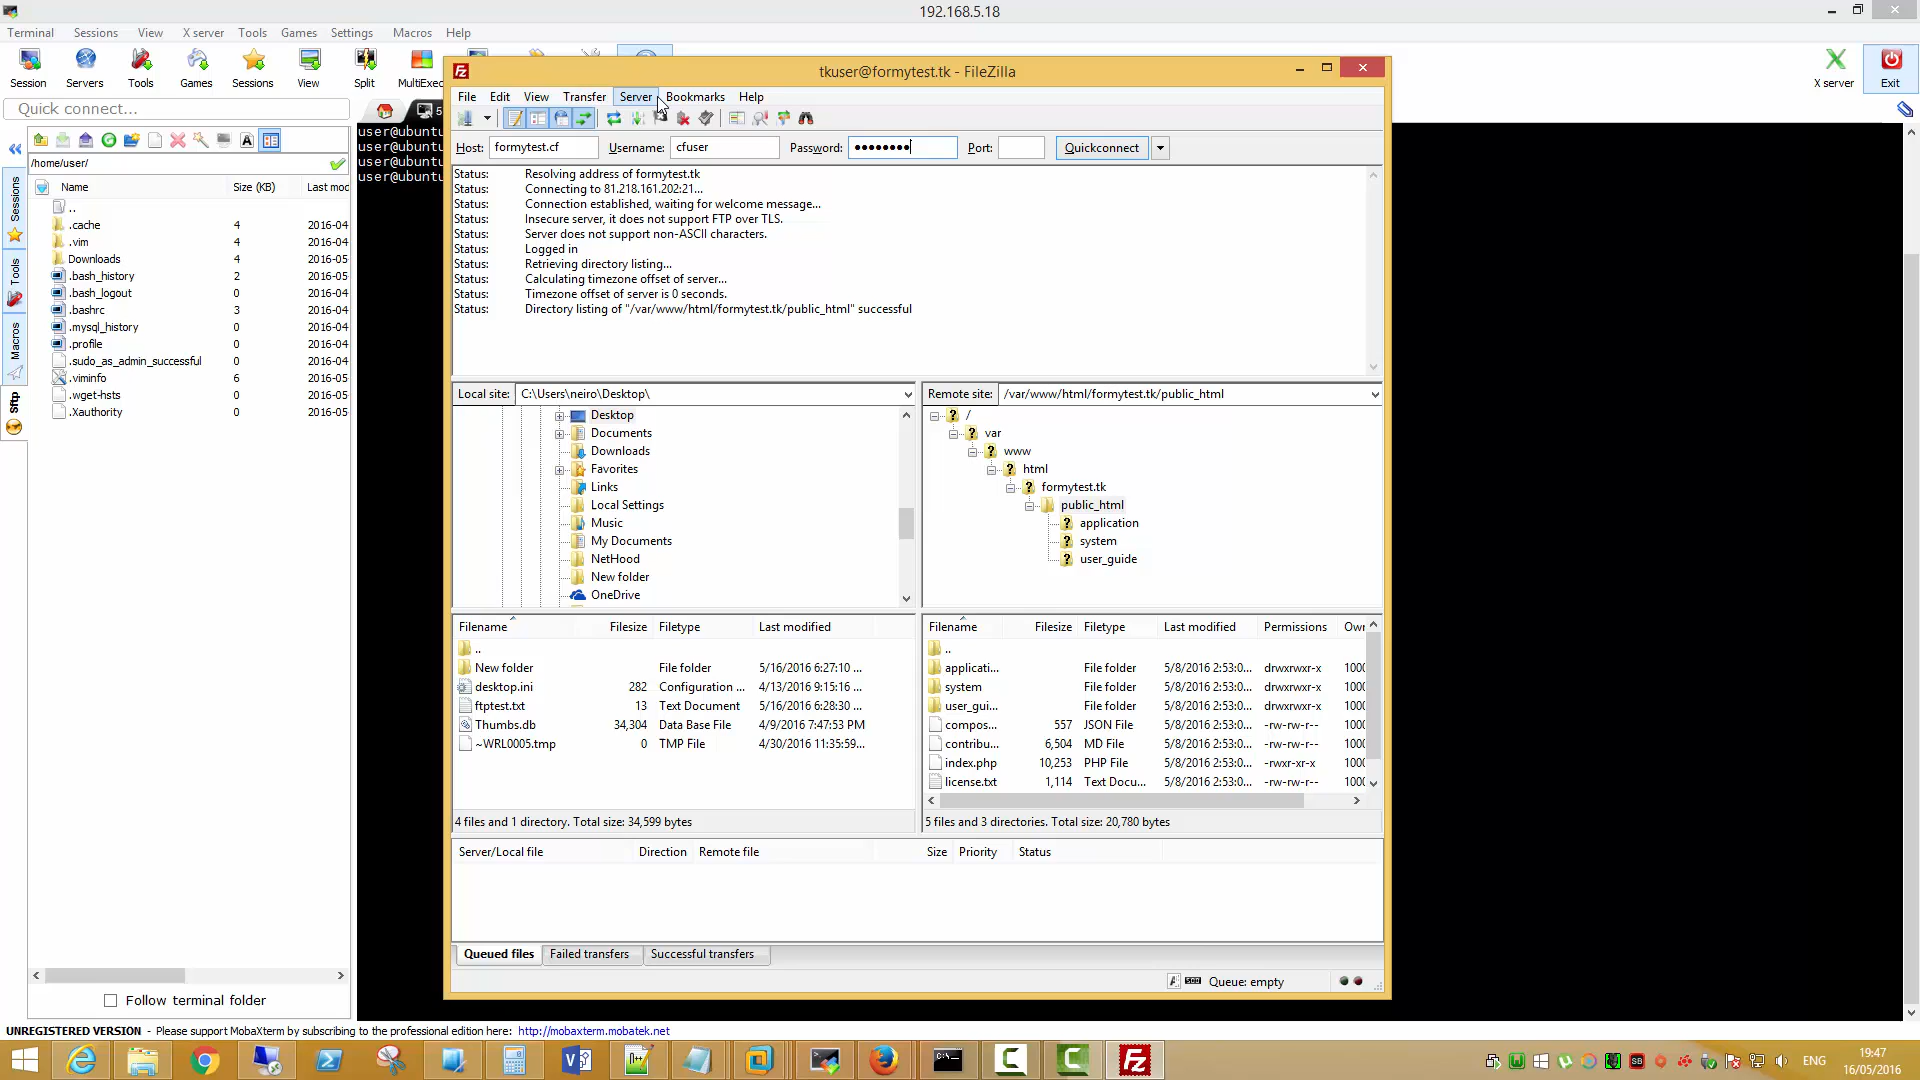 192.168.5.18
Terminal Sessions View X server Tools Games Settings Macros Help
Session Servers Tools Games Sessions View Split MultiExec
X server Exit
Quick connect...
tkuser@formytest.tk - FileZilla
File Edit View Transfer Server Bookmarks Help
Host: formytest.cf Username: cfuser Password: ●●●●●●●● Port: Quickconnect
/home/user/
Name Size (KB) Last mod
..
.cache 4 2016-04
.vim 4 2016-04
Downloads 4 2016-05
.bash_history 2 2016-05
.bash_logout 0 2016-04
.bashrc 3 2016-04
.mysql_history 0 2016-04
.profile 0 2016-04
.sudo_as_admin_successful 0 2016-04
.viminfo 6 2016-05
.wget-hsts 0 2016-05
.Xauthority 0 2016-04
Sessions
Tools
Macros
Sftp
5
user@ubuntu
user@ubuntu
user@ubuntu
user@ubuntu
Status: Resolving address of formytest.tk
Status: Connecting to 81.218.161.202:21...
Status: Connection established, waiting for welcome message...
Status: Insecure server, it does not support FTP over TLS.
Status: Server does not support non-ASCII characters.
Status: Logged in
Status: Retrieving directory listing...
Status: Calculating timezone offset of server...
Status: Timezone offset of server is 0 seconds.
Status: Directory listing of "/var/www/html/formytest.tk/public_html" successful
Local site: C:\Users\neiro\Desktop\
Desktop
Documents
Downloads
Favorites
Links
Local Settings
Music
My Documents
NetHood
New folder
OneDrive
Remote site: /var/www/html/formytest.tk/public_html
/
var
www
html
formytest.tk
public_html
application
system
user_guide
Filename Filesize Filetype Last modified
..
New folder File folder 5/16/2016 6:27:10 ...
desktop.ini 282 Configuration ... 4/13/2016 9:15:16 ...
ftptest.txt 13 Text Document 5/16/2016 6:28:30 ...
Thumbs.db 34,304 Data Base File 4/9/2016 7:47:53 PM
~WRL0005.tmp 0 TMP File 4/30/2016 11:35:59...
4 files and 1 directory. Total size: 34,599 bytes
Filename Filesize Filetype Last modified Permissions Own
..
applicati... File folder 5/8/2016 2:53:0... drwxrwxr-x 1000
system File folder 5/8/2016 2:53:0... drwxrwxr-x 1000
user_gui... File folder 5/8/2016 2:53:0... drwxrwxr-x 1000
compos... 557 JSON File 5/8/2016 2:53:0... -rw-rw-r-- 1000
contribu... 6,504 MD File 5/8/2016 2:53:0... -rw-rw-r-- 1000
index.php 10,253 PHP File 5/8/2016 2:53:0... -rwxr-xr-x 1000
license.txt 1,114 Text Docu... 5/8/2016 2:53:0... -rw-rw-r-- 1000
5 files and 3 directories. Total size: 20,780 bytes
Server/Local file Direction Remote file Size Priority Status
Queued files Failed transfers Successful transfers
Queue: empty
Follow terminal folder
UNREGISTERED VERSION - Please support MobaXterm by subscribing to the professional edition here: http://mobaxterm.mobatek.net
ENG
19:47
16/05/2016